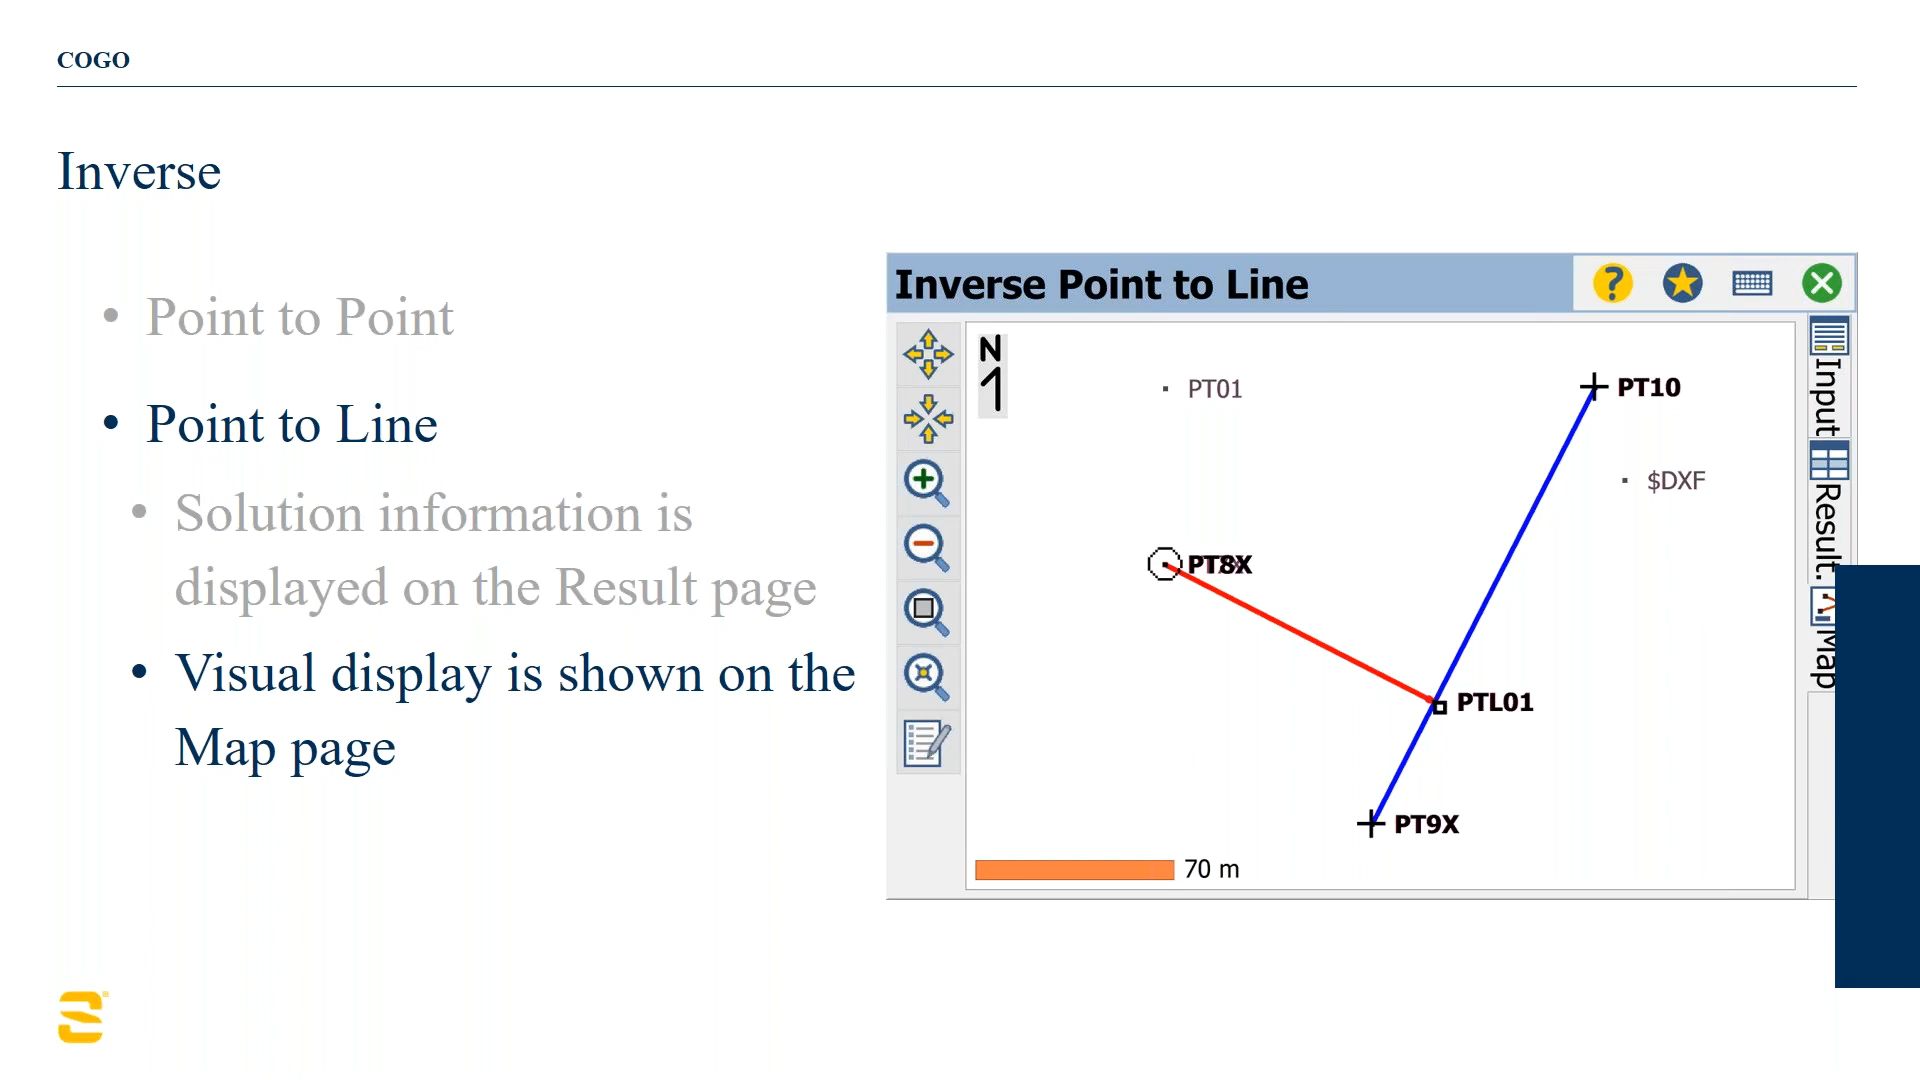 COGO
Inverse
• Point to Point
• Point to Line
• Solution information is
displayed on the Result page
• Visual display is shown on the
Map page
Inverse Point to Line
N
PT01
PT10
$DXF
PT8X
PTL01
PT9X
70 m
Input
Result.
Map